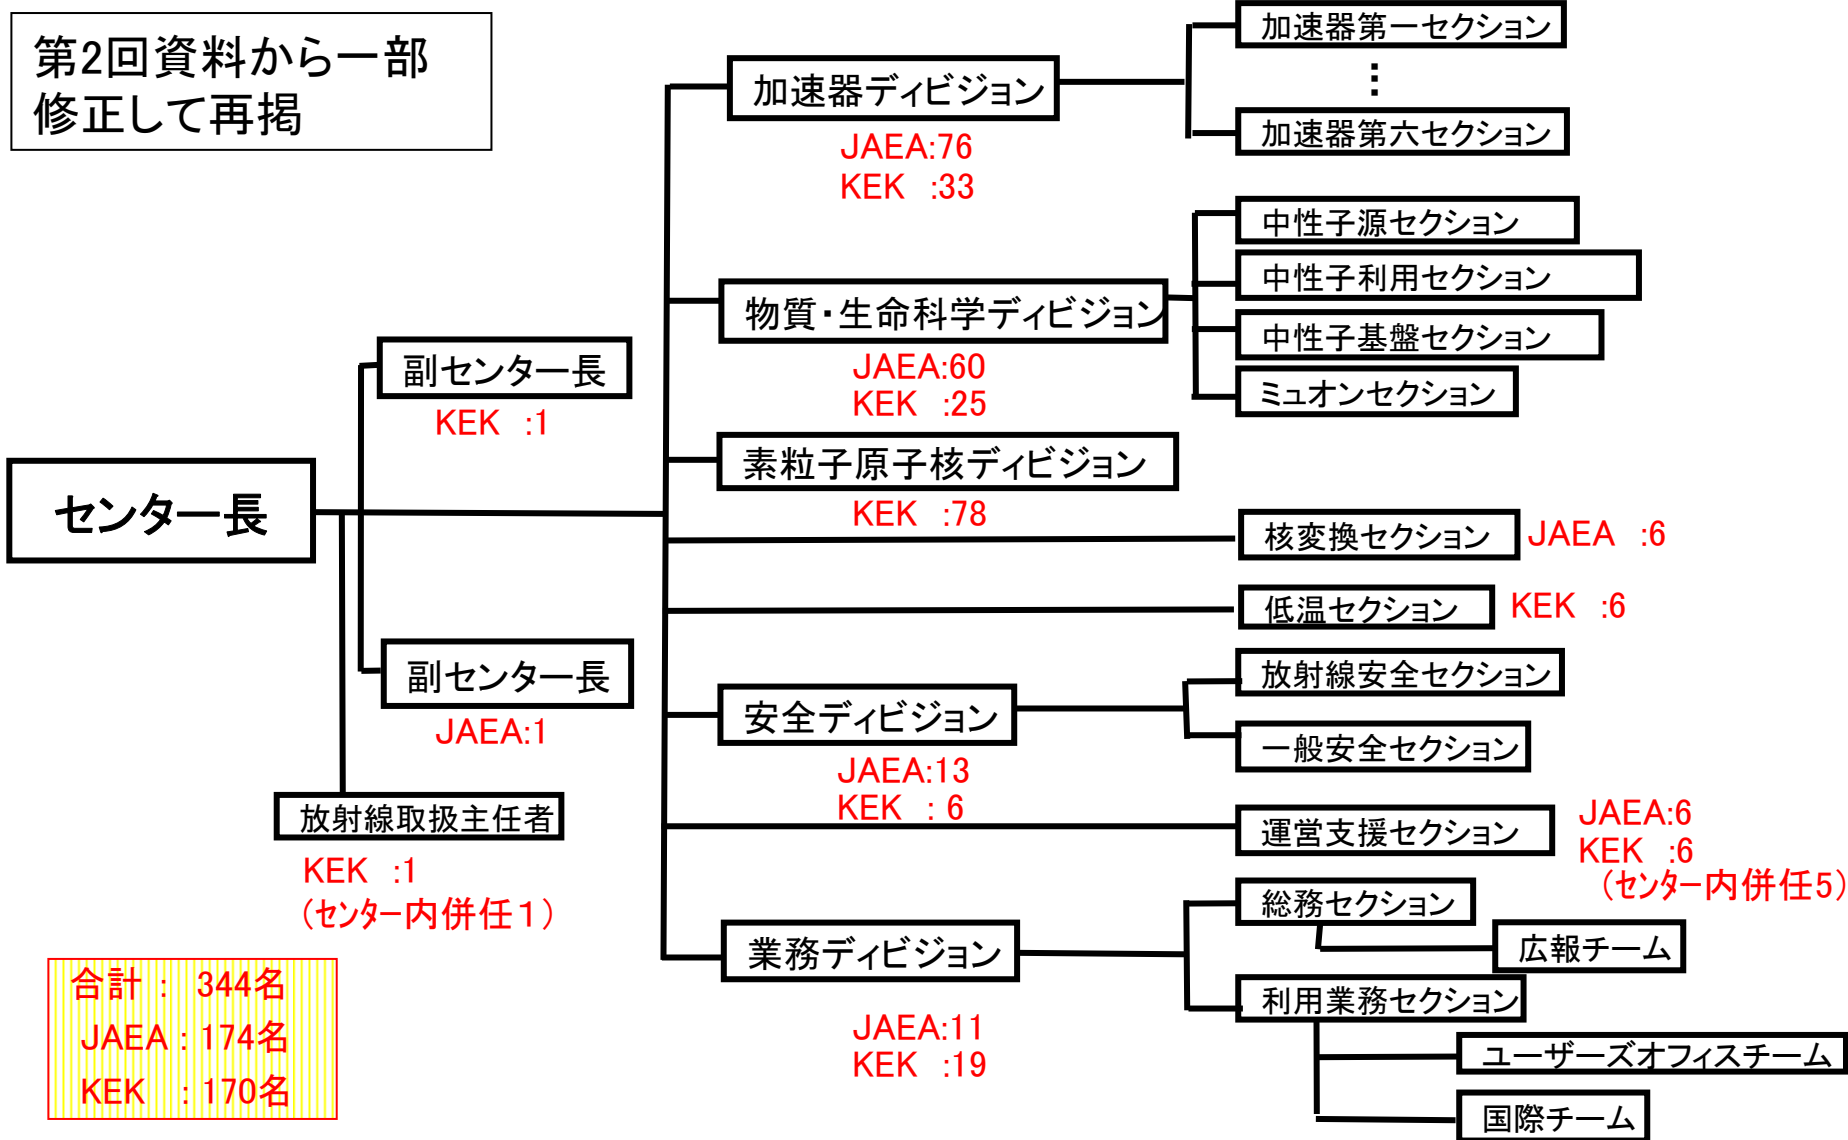 第2回資料から一部
修正して再掲
センター長
副センター長
KEK :1
副センター長
JAEA:1
放射線取扱主任者
KEK :1
(センター内併任1)
合計: 344名
JAEA:174名
KEK :170名
加速器ディビジョン
JAEA:76
KEK :33
加速器第一セクション
⋮
加速器第六セクション
物質・生命科学ディビジョン
JAEA:60
KEK :25
中性子源セクション
中性子利用セクション
中性子基盤セクション
ミュオンセクション
素粒子原子核ディビジョン
KEK :78
核変換セクション
JAEA :6
低温セクション
KEK :6
安全ディビジョン
JAEA:13
KEK : 6
放射線安全セクション
一般安全セクション
運営支援セクション
JAEA:6
KEK :6
(センター内併任5)
業務ディビジョン
JAEA:11
KEK :19
総務セクション
広報チーム
利用業務セクション
ユーザーズオフィスチーム
国際チーム